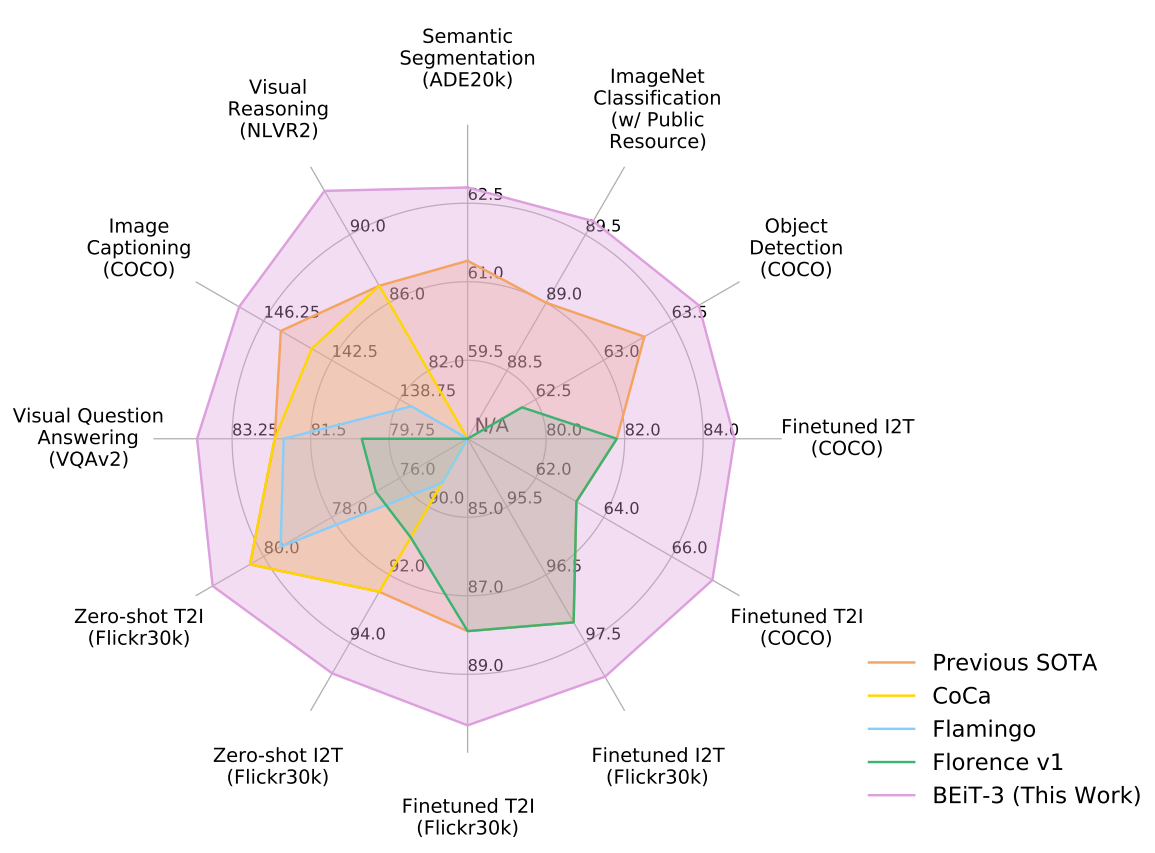 Semantic
Segmentation
(ADE20k)
ImageNet
Classification
(w/ Public
Resource)
Visual
Reasoning
(NLVR2)
Object
Detection
(COCO)
Image
Captioning
(COCO)
Visual Question
Answering
(VQAv2)
Finetuned I2T
(COCO)
Zero-shot T2I
(Flickr30k)
Finetuned T2I
(COCO)
Zero-shot I2T
(Flickr30k)
Finetuned I2T
(Flickr30k)
Finetuned T2I
(Flickr30k)
62.5
61.0
59.5
89.5
89.0
88.5
63.5
63.0
62.5
84.0
82.0
80.0
66.0
64.0
62.0
97.5
96.5
95.5
89.0
87.0
85.0
94.0
92.0
90.0
80.0
78.0
76.0
83.25
81.5
79.75
146.25
142.5
138.75
90.0
86.0
82.0
N/A
Previous SOTA
CoCa
Flamingo
Florence v1
BEiT-3 (This Work)